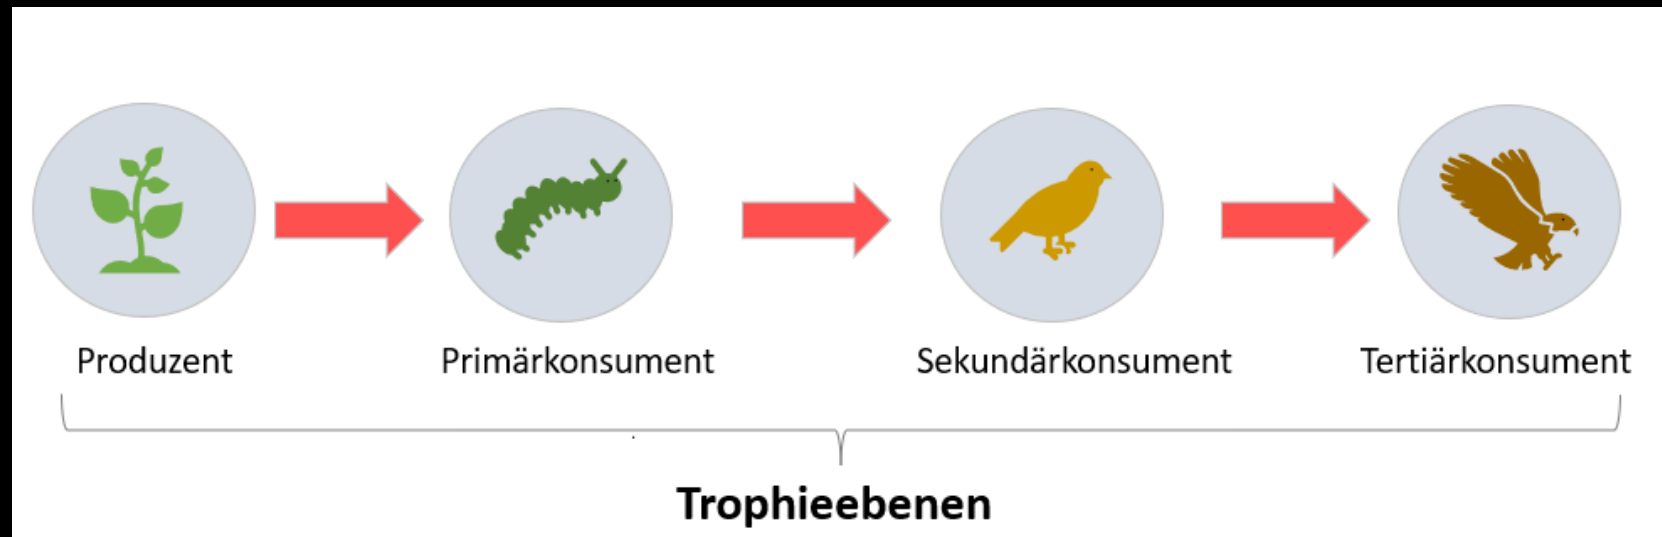 Produzent
Primärkonsument
Sekundärkonsument
Tertiärkonsument
Trophieebenen